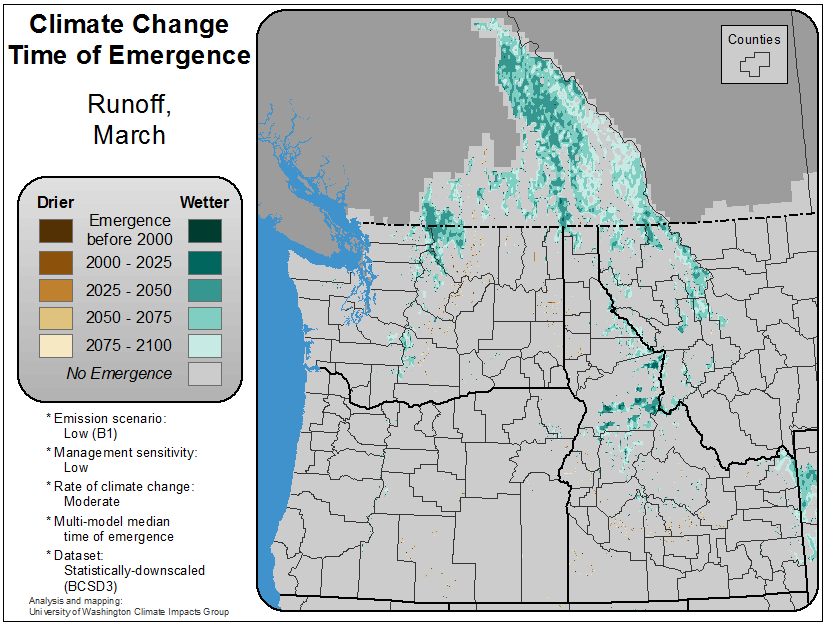 Climate Change
Time of Emergence
Runoff,
March
Counties
Drier
Wetter
Emergence
before 2000
2000 - 2025
2025 - 2050
2050 - 2075
2075 - 2100
No Emergence
* Emission scenario:
Low (B1)
* Management sensitivity:
Low
* Rate of climate change:
Moderate
* Multi-model median
time of emergence
* Dataset:
Statistically-downscaled
(BCSD3)
Analysis and mapping:
University of Washington Climate Impacts Group